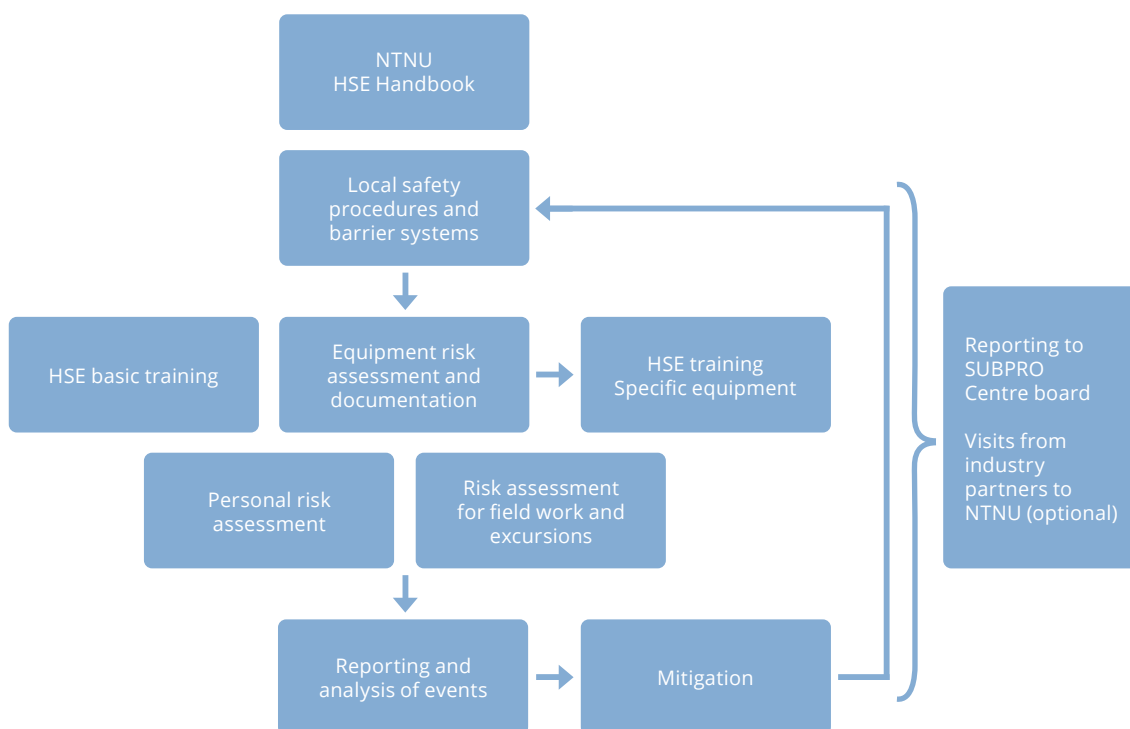 NTNU
HSE Handbook
Local safety
procedures and
barrier systems
HSE basic training
Equipment risk
assessment and
documentation
HSE training
Specific equipment
Personal risk
assessment
Risk assessment
for field work and
excursions
Reporting and
analysis of events
Mitigation
Reporting to
SUBPRO
Centre board
Visits from
industry
partners to
NTNU (optional)